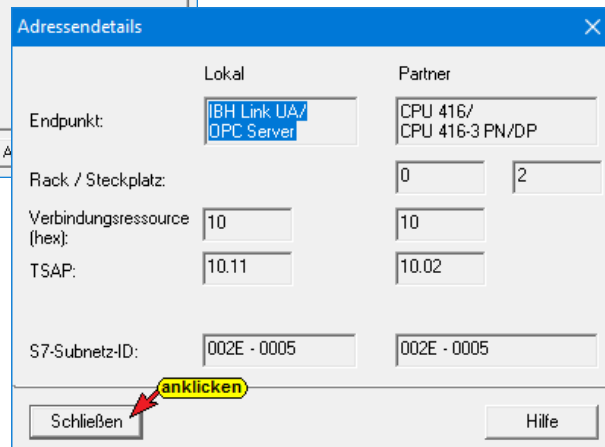 Adressendetails
Lokal Partner
Endpunkt: IBH Link UA/ CPU 416/
OPC Server CPU 416-3 PN/DP
A
Rack / Steckplatz: 0 2
Verbindungsressource 10 10
(hex):
TSAP: 10.11 10.02
S7-Subnetz-ID: 002E - 0005 002E - 0005
anklicken
Schließen Hilfe